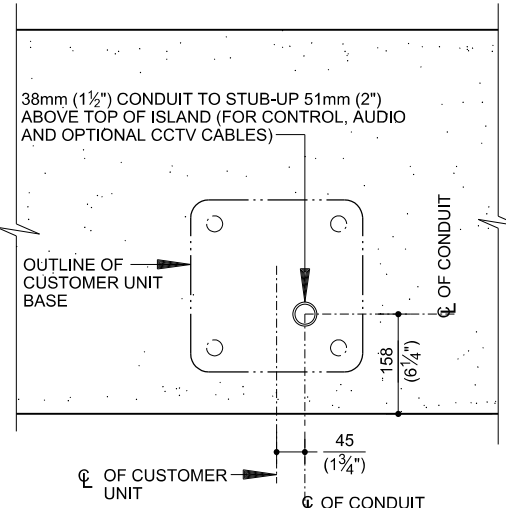 38mm (1½") CONDUIT TO STUB-UP 51mm (2")
ABOVE TOP OF ISLAND (FOR CONTROL, AUDIO
AND OPTIONAL CCTV CABLES)
OUTLINE OF
CUSTOMER UNIT
BASE
℄ OF CONDUIT
158
(6¼")
45
(1¾")
℄ OF CUSTOMER
UNIT
℄ OF CONDUIT